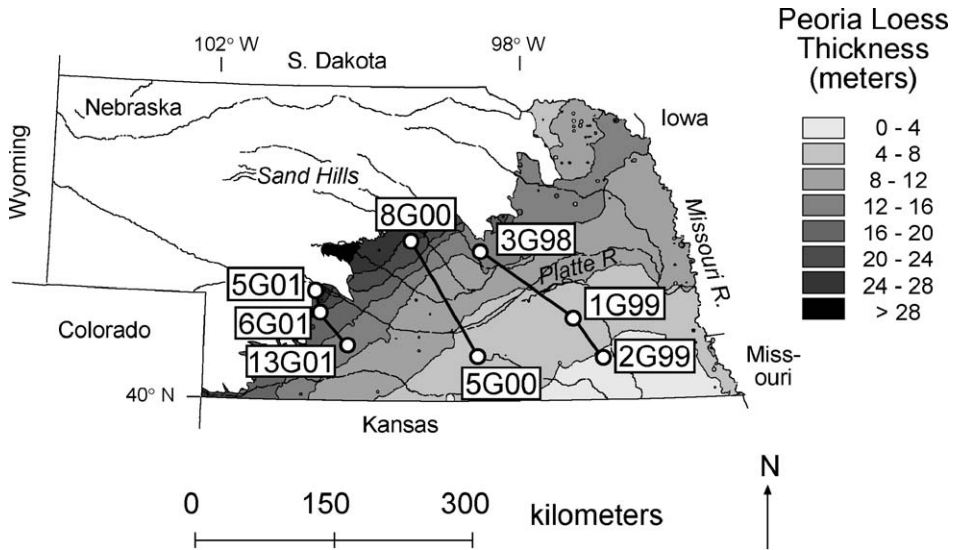 102° W
98° W
S. Dakota
Nebraska
Iowa
Wyoming
Sand Hills
8G00
3G98
Platte R.
Missouri R.
5G01
6G01
1G99
Colorado
13G01
2G99
5G00
Miss-
ouri
40° N
Kansas
Peoria Loess
Thickness
(meters)
0 - 4
4 - 8
8 - 12
12 - 16
16 - 20
20 - 24
24 - 28
> 28
0 150 300
kilometers
N